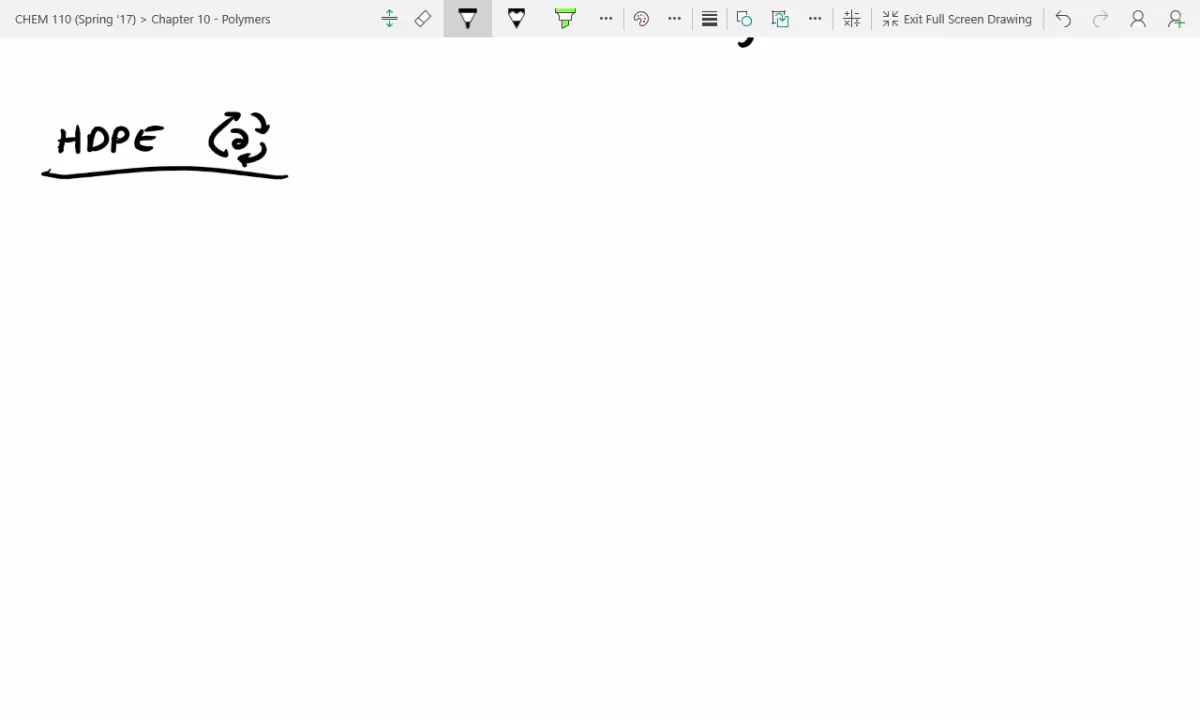 CHEM 110 (Spring '17) > Chapter 10 - Polymers
Exit Full Screen Drawing
HDPE 2